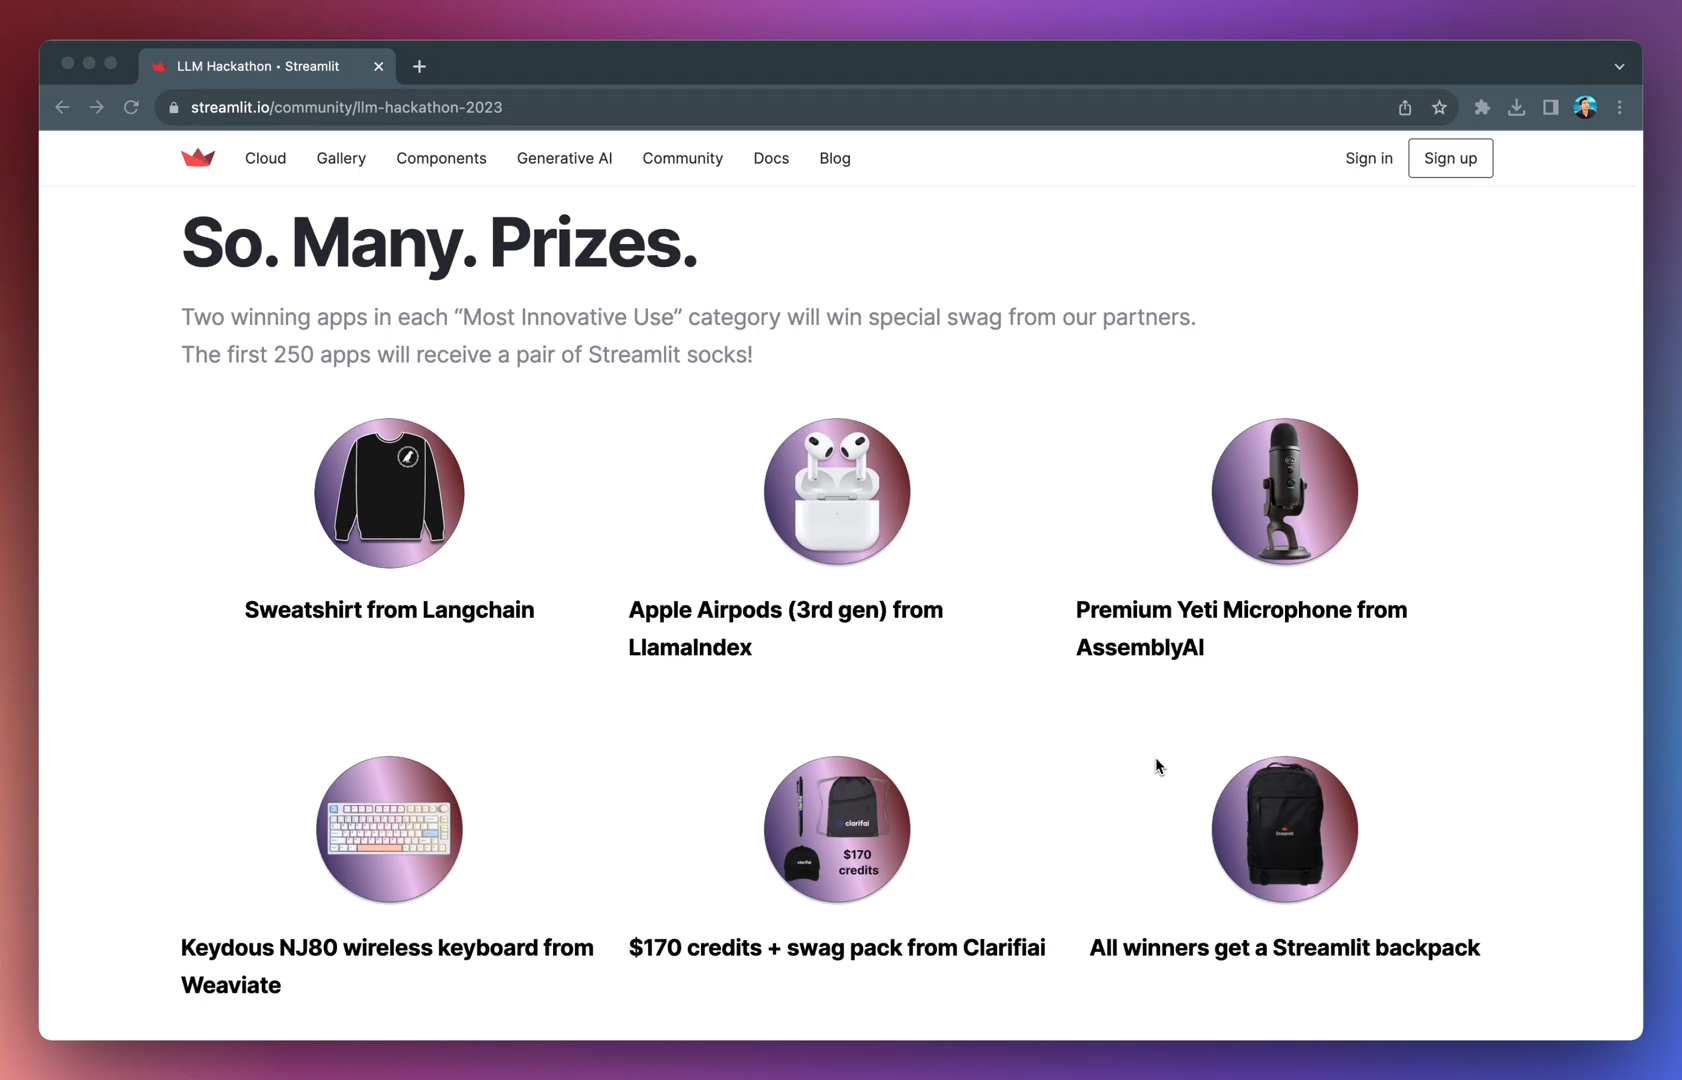 LLM Hackathon • Streamlit
streamlit.io/community/llm-hackathon-2023
Cloud
Gallery
Components
Generative AI
Community
Docs
Blog
Sign in
Sign up
So. Many. Prizes.
Two winning apps in each “Most Innovative Use” category will win special swag from our partners.
The first 250 apps will receive a pair of Streamlit socks!
Sweatshirt from Langchain
Apple Airpods (3rd gen) from
LlamaIndex
Premium Yeti Microphone from
AssemblyAI
clarifai
clarifai
$170
credits
Streamlit
Keydous NJ80 wireless keyboard from
Weaviate
$170 credits + swag pack from Clarifiai
All winners get a Streamlit backpack